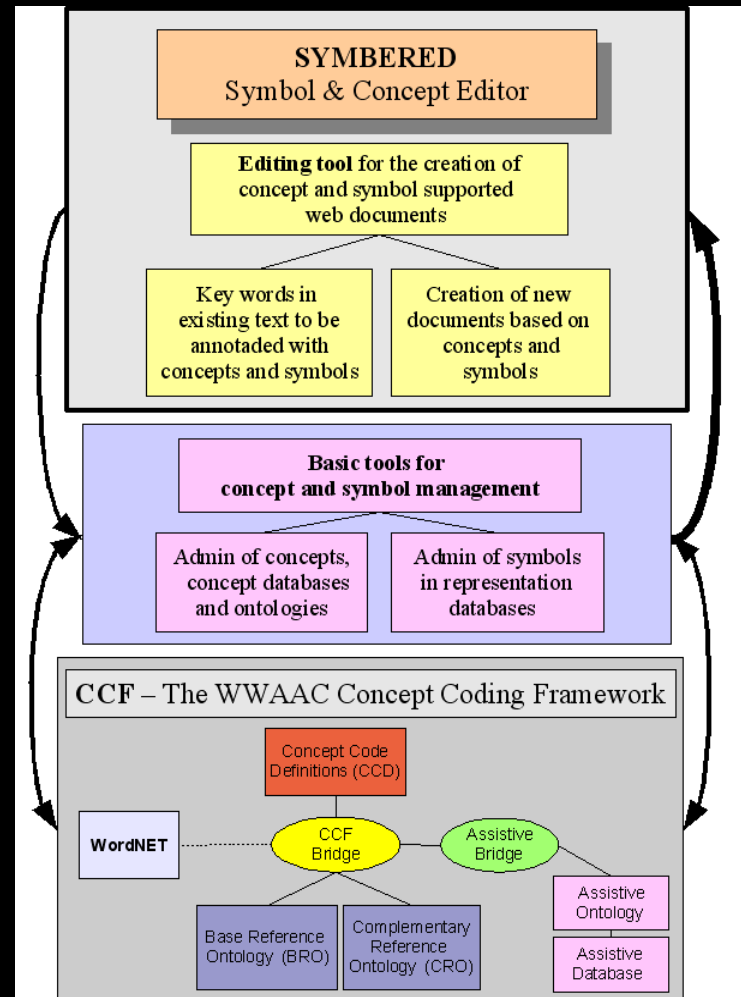 SYMBERED
Symbol & Concept Editor
Editing tool for the creation of
concept and symbol supported
web documents
Key words in
existing text to be
annotaded with
concepts and symbols
Creation of new
documents based on
concepts and
symbols
Basic tools for
concept and symbol management
Admin of concepts,
concept databases
and ontologies
Admin of symbols
in representation
databases
CCF – The WWAAC Concept Coding Framework
Concept Code
Definitions (CCD)
WordNET
CCF
Bridge
Assistive
Bridge
Base Reference
Ontology (BRO)
Complementary
Reference
Ontology (CRO)
Assistive
Ontology
Assistive
Database